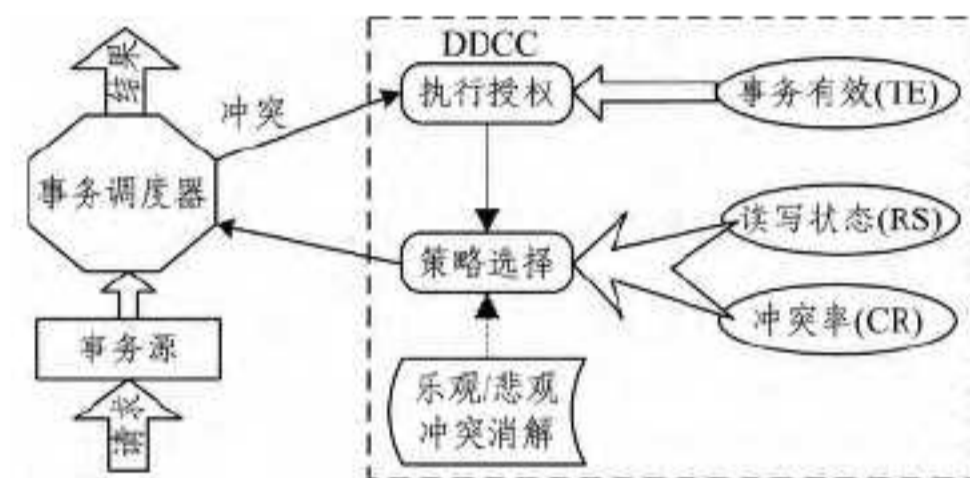 结果
冲突
事务调度器
事务源
请求
DDCC
执行授权
事务有效(TE)
策略选择
读写状态(RS)
冲突率(CR)
乐观/悲观
冲突消解